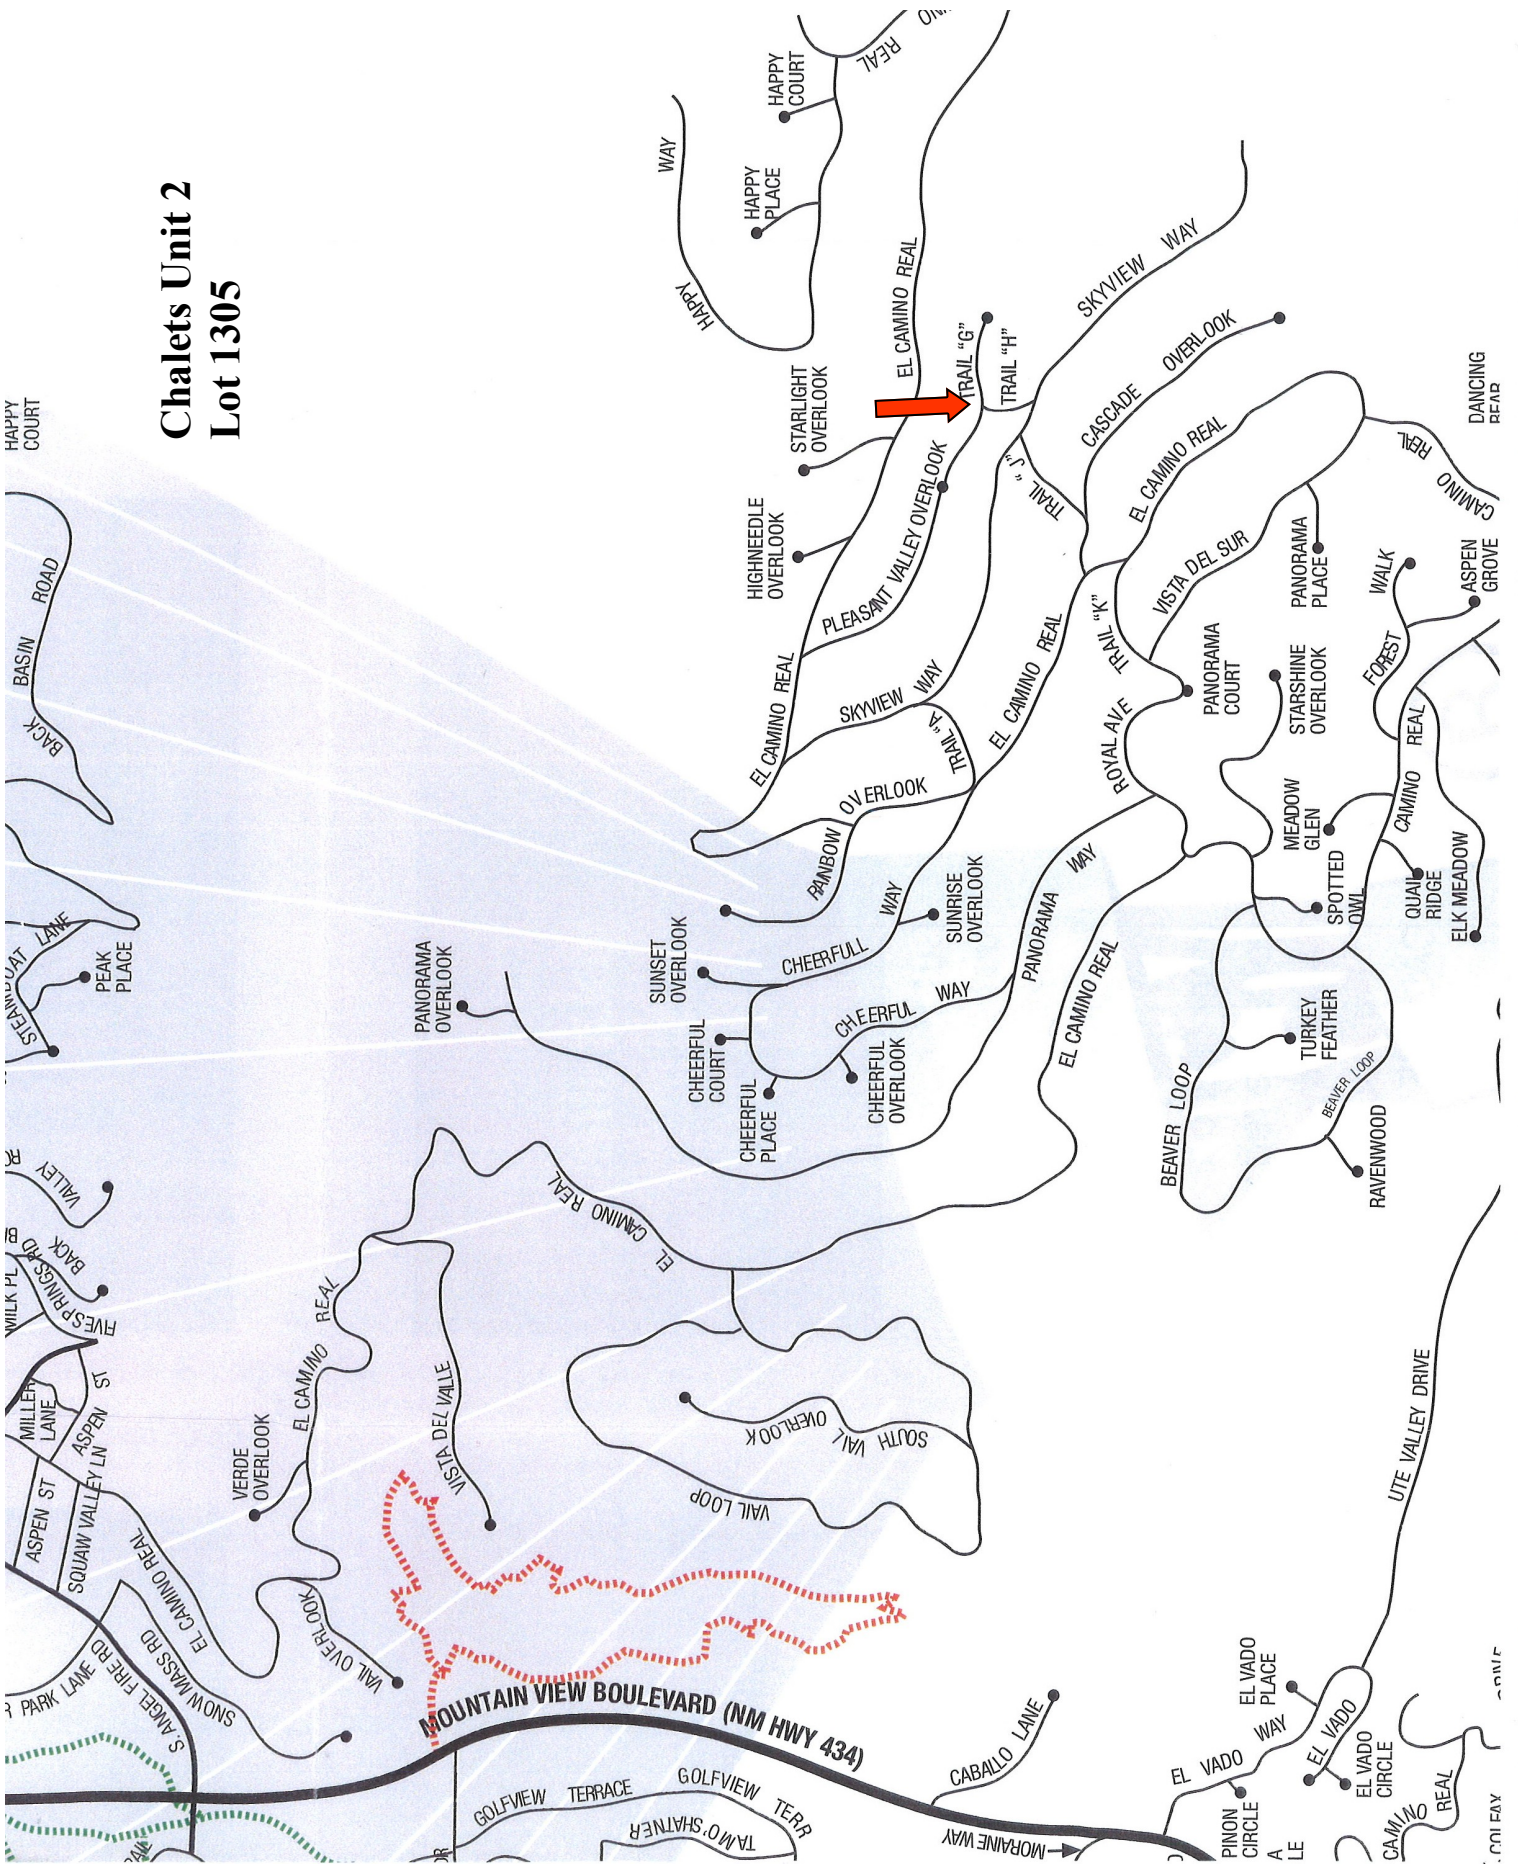 Chalets Unit 2
Lot 1305
HAPPY
COURT
BACK
BASIN
ROAD
LANE
PEAK
PLACE
VALLEY
BACK
FIVESPRINGS RD
MILK PL
MILLER
LANE
ASPEN
ST
ASPEN ST
SQUAW VALLEY LN
EL CAMINO REAL
SNOW MASS RD
S. ANGEL FIRE RD
PARK LANE
VAIL OVERLOOK
VERDE
OVERLOOK
EL CAMINO
REAL
VISTA DEL VALLE
EL CAMINO REAL
PANORAMA
OVERLOOK
VAIL LOOP
SOUTH
VAIL
OVERLOOK
MOUNTAIN VIEW BOULEVARD (NM HWY 434)
GOLFVIEW
TERRACE
GOLFVIEW
TERR
TAM O'SHATNER
MORAINE WAY
CABALLO LANE
EL VADO
WAY
EL VADO
PLACE
EL VADO
EL VADO
CIRCLE
PINON
CIRCLE
CAMINO
REAL
UTE VALLEY DRIVE
HAPPY
COURT
HAPPY
PLACE
WAY
HAPPY
REAL
EL CAMINO REAL
STARLIGHT
OVERLOOK
HIGHNEEDLE
OVERLOOK
TRAIL "G"
TRAIL "H"
SKYVIEW
WAY
CASCADE
OVERLOOK
TRAIL "J"
PLEASANT VALLEY OVERLOOK
EL CAMINO REAL
SKYVIEW
WAY
TRAIL "A
EL CAMINO REAL
RAINBOW
OVERLOOK
EL CAMINO REAL
VISTA DEL SUR
TRAIL "K"
ROYAL AVE
PANORAMA
PLACE
PANORAMA
COURT
STARSHINE
OVERLOOK
SUNSET
OVERLOOK
CHEERFULL
WAY
SUNRISE
OVERLOOK
CHEERFUL
COURT
CHEERFUL
PLACE
CHEERFUL
WAY
CHEERFUL
OVERLOOK
PANORAMA
WAY
EL CAMINO REAL
MEADOW
GLEN
SPOTTED
OWL
QUAIL
RIDGE
ELK MEADOW
CAMINO
REAL
FOREST
WALK
ASPEN
GROVE
CAMINO
REAL
DANCING
BEAR
BEAVER LOOP
TURKEY
FEATHER
BEAVER LOOP
RAVENWOOD